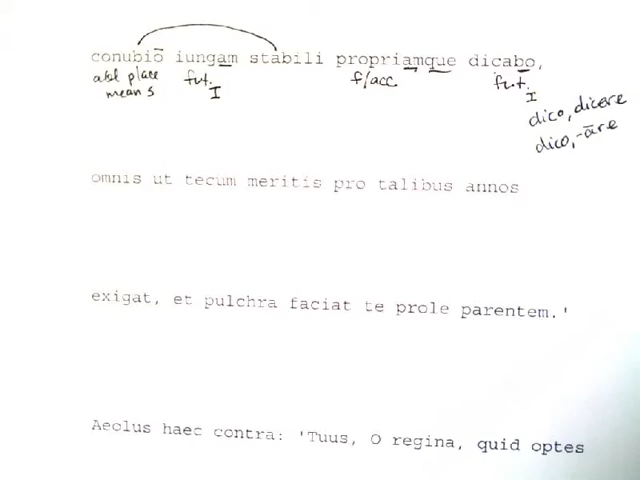 conubiō iungam stabili propriamque dicabo,
abl place means
fut. I
f/acc
fut. I
dico, dicere
dico, -āre
omnis ut tecum meritis pro talibus annos
exigat, et pulchra faciat te prole parentem.'
Aeolus haec contra: 'Tuus, O regina, quid optes